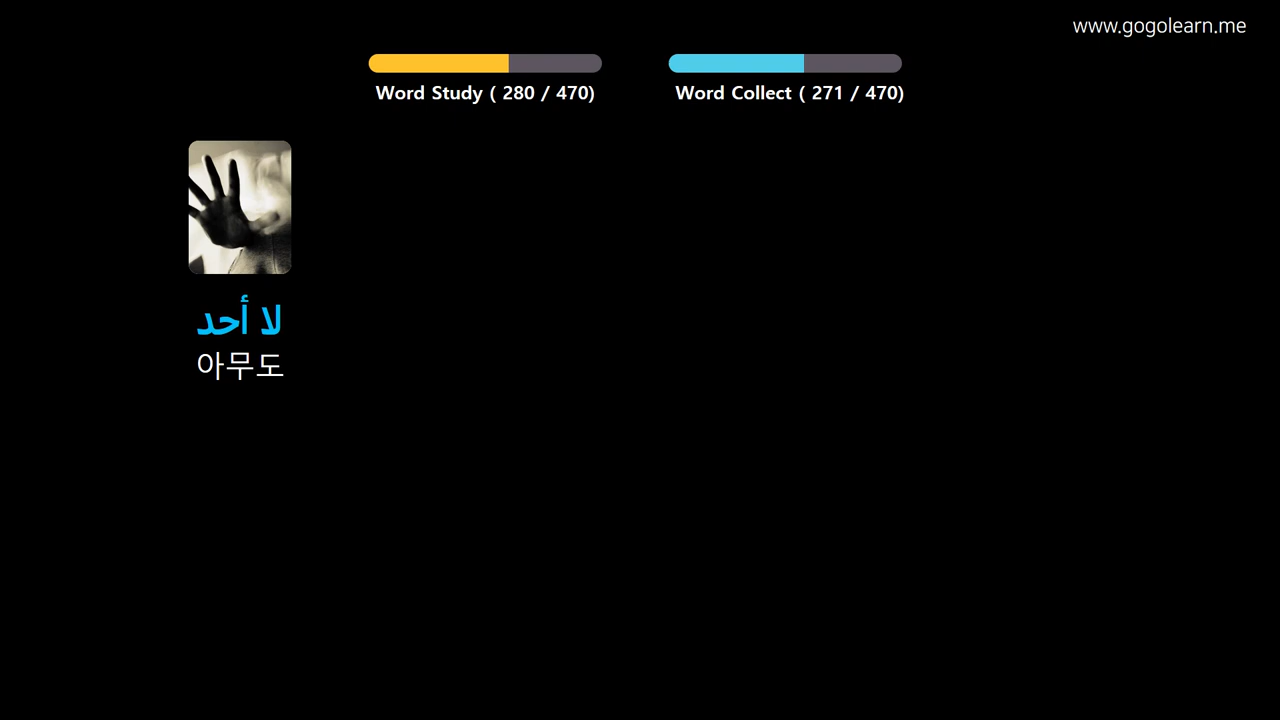 www.gogolearn.me
Word Study ( 280 / 470)
Word Collect ( 271 / 470)
لا أحد
아무도